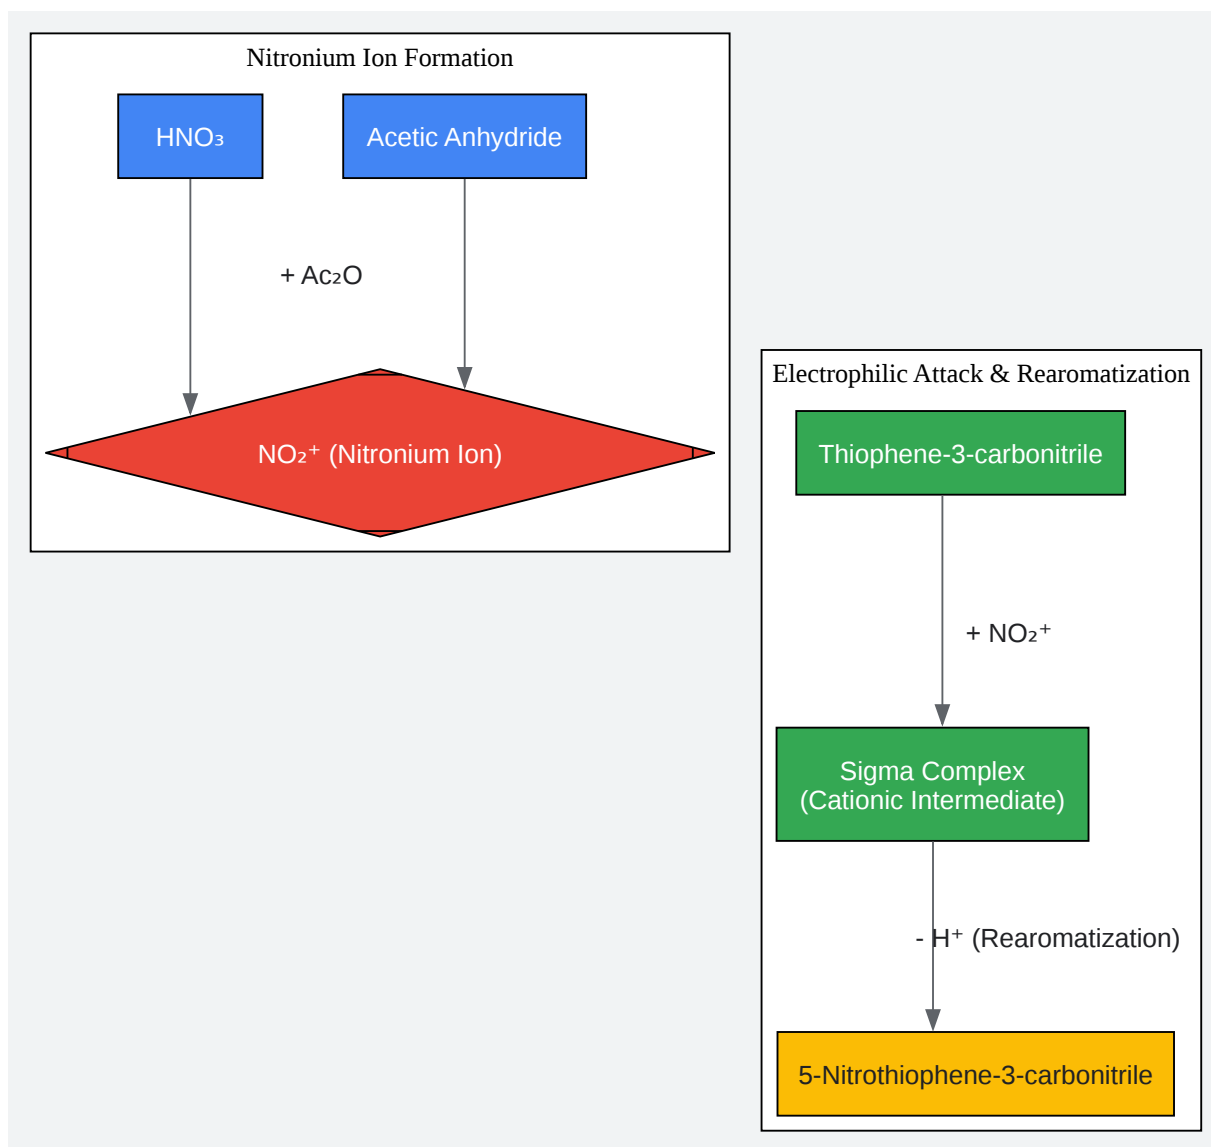 Nitronium Ion Formation
HNO₃
Acetic Anhydride
+ Ac₂O
NO₂⁺ (Nitronium Ion)
Electrophilic Attack & Rearomatization
Thiophene-3-carbonitrile
+ NO₂⁺
Sigma Complex
(Cationic Intermediate)
- H⁺ (Rearomatization)
5-Nitrothiophene-3-carbonitrile